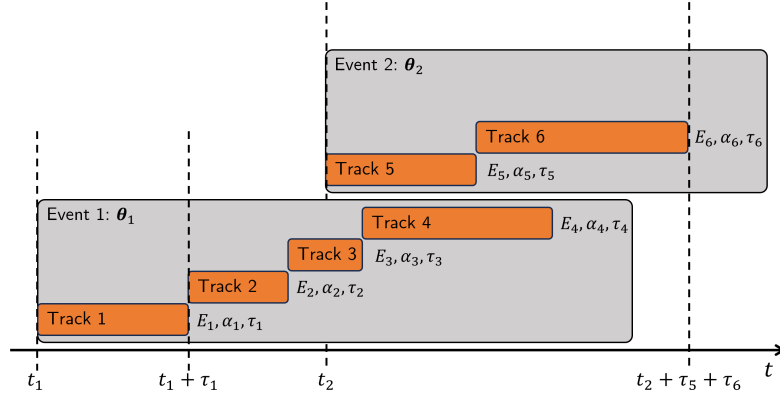 Event 2: θ₂
Track 6
E₆, α₆, τ₆
Track 5
E₅, α₅, τ₅
Event 1: θ₁
Track 4
E₄, α₄, τ₄
Track 3
E₃, α₃, τ₃
Track 2
E₂, α₂, τ₂
Track 1
E₁, α₁, τ₁
t
t₁
t₁ + τ₁
t₂
t₂ + τ₅ + τ₆